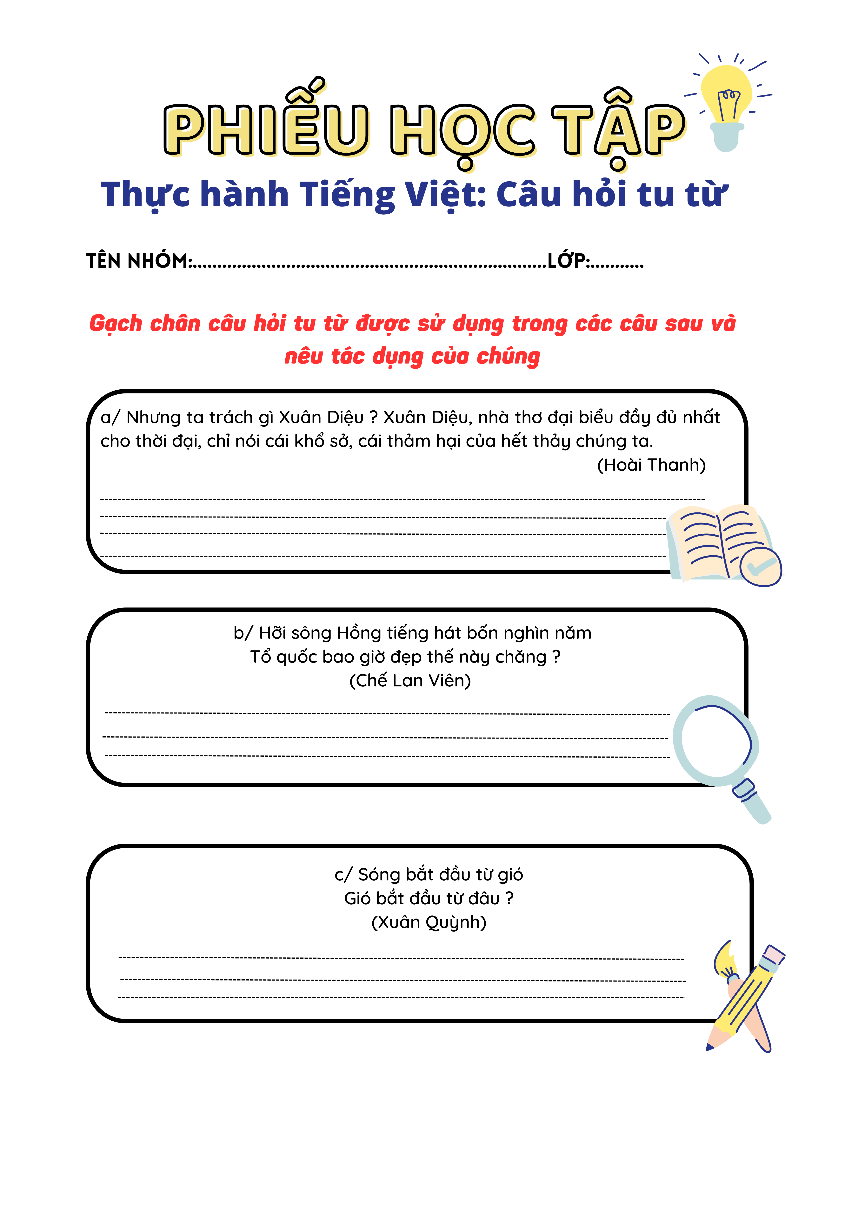 PHIẾU HỌC TẬP
Thực hành Tiếng Việt: Câu hỏi tu từ
TÊN NHÓM:........................................................................LỚP:...........
Gạch chân câu hỏi tu từ được sử dụng trong các câu sau và
nêu tác dụng của chúng
a/ Nhưng ta trách gì Xuân Diệu ? Xuân Diệu, nhà thơ đại biểu đầy đủ nhất
cho thời đại, chỉ nói cái khổ sở, cái thảm hại của hết thảy chúng ta.
(Hoài Thanh)
b/ Hỡi sông Hồng tiếng hát bốn nghìn năm
Tổ quốc bao giờ đẹp thế này chăng ?
(Chế Lan Viên)
c/ Sóng bắt đầu từ gió
Gió bắt đầu từ đâu ?
(Xuân Quỳnh)